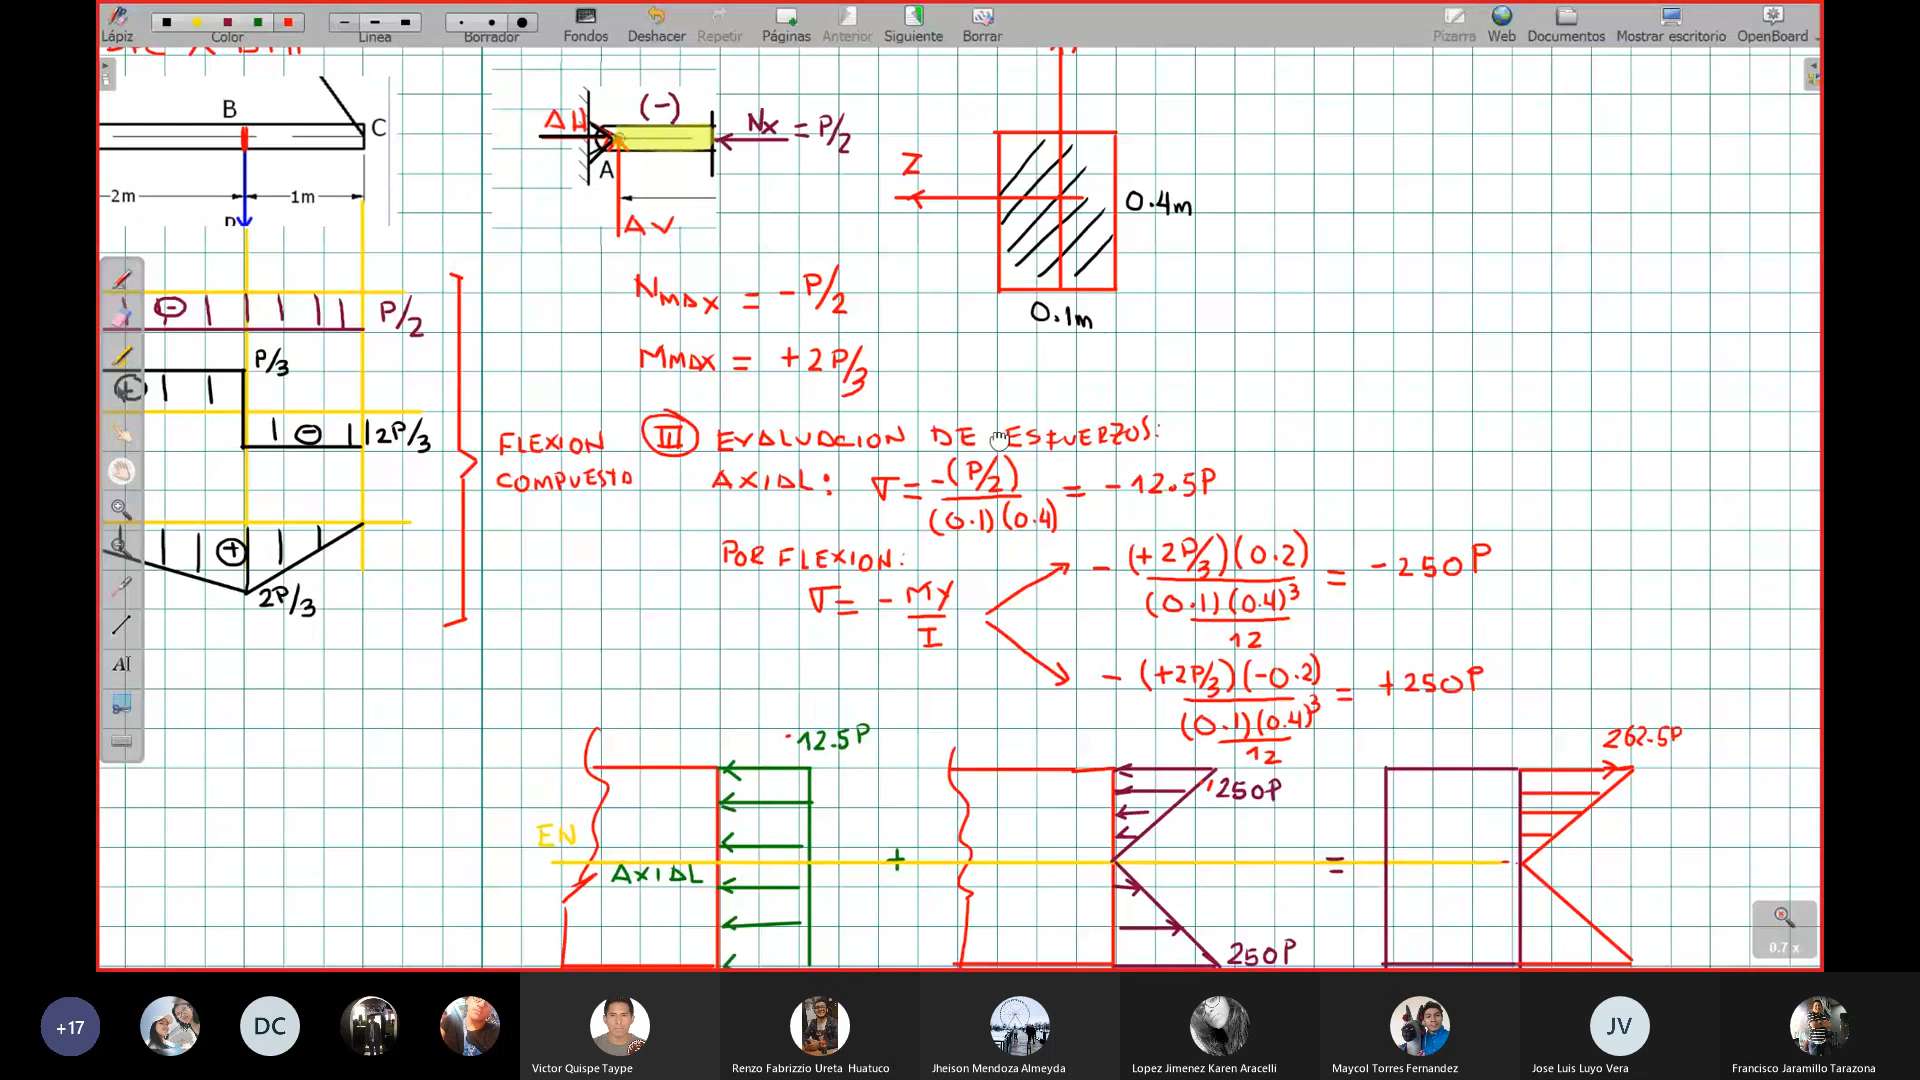 Lápiz
Color
Línea
Borrador
Fondos
Deshacer
Repetir
Páginas
Anterior
Siguiente
Borrar
Pizarra
Web
Documentos
Mostrar escritorio
OpenBoard
B
C
2m
1m
ΔH
(-)
Nx = P/2
A
ΔV
Z
0.4m
0.1m
Nmax = -P/2
Mmax = +2P/3
P/2
P/3
2P/3
2P/3
FLEXION
COMPUESTO
III EVALUACION DE ESFUERZOS:
AXIAL: σ = -(P/2) / (0.1)(0.4) = -12.5P
POR FLEXION:
σ = - My / I
- (+2P/3)(0.2) / (0.1)(0.4)³ / 12 = -250P
- (+2P/3)(-0.2) / (0.1)(0.4)³ / 12 = +250P
-12.5P
250P
262.5P
EN
AXIAL
+
=
250P
0.7 x
AI
+17
DC
JV
Victor Quispe Taype
Renzo Fabrizzio Ureta Huatuco
Jheison Mendoza Almeyda
Lopez Jimenez Karen Aracelli
Maycol Torres Fernandez
Jose Luis Luyo Vera
Francisco Jaramillo Tarazona